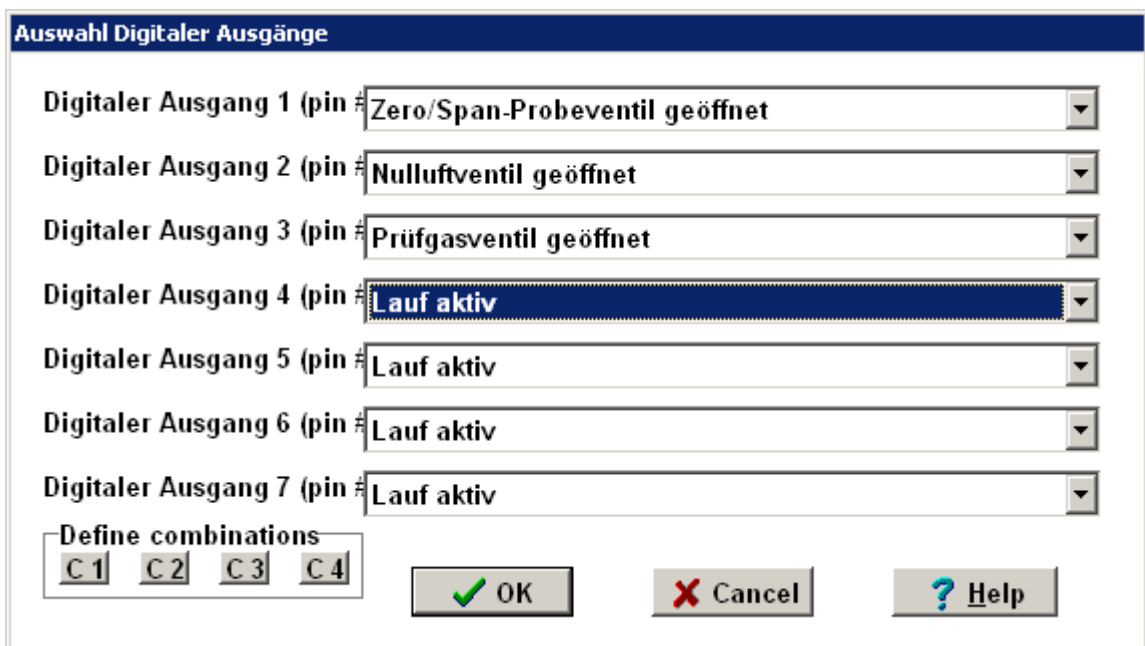 Auswahl Digitaler Ausgänge
Digitaler Ausgang 1 (pin # Zero/Span-Probeventil geöffnet
Digitaler Ausgang 2 (pin # Nulluftventil geöffnet
Digitaler Ausgang 3 (pin # Prüfgasventil geöffnet
Digitaler Ausgang 4 (pin # Lauf aktiv
Digitaler Ausgang 5 (pin # Lauf aktiv
Digitaler Ausgang 6 (pin # Lauf aktiv
Digitaler Ausgang 7 (pin # Lauf aktiv
Define combinations
C 1 C 2 C 3 C 4
OK Cancel Help